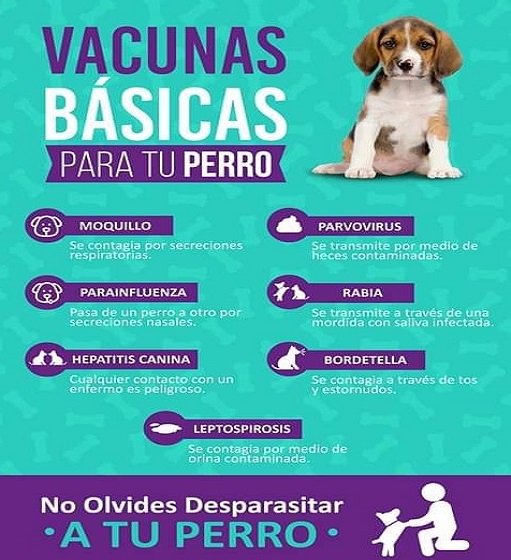 VACUNAS
BÁSICAS
PARA TU PERRO
MOQUILLO
Se contagia por secreciones
respiratorias.
PARVOVIRUS
Se transmite por medio de
heces contaminadas.
PARAINFLUENZA
Pasa de un perro a otro por
secreciones nasales.
RABIA
Se transmite a través de una
mordida con saliva infectada.
HEPATITIS CANINA
Cualquier contacto con un
enfermo es peligroso.
BORDETELLA
Se contagia a través de tos
y estornudos.
LEPTOSPIROSIS
Se contagia por medio de
orina contaminada.
No Olvides Desparasitar
• A TU PERRO •